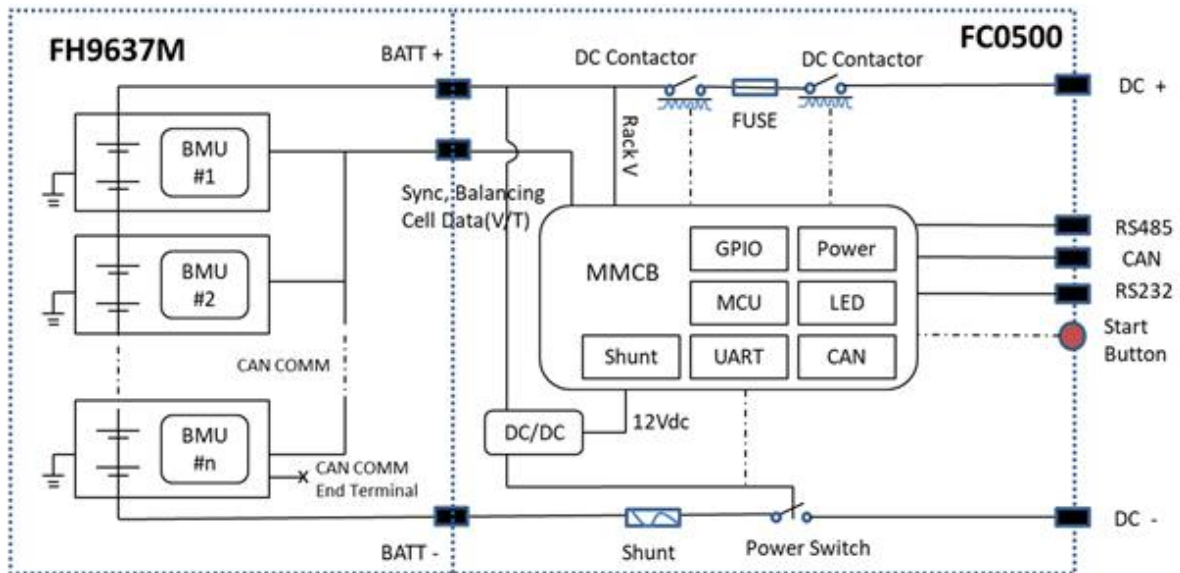 FH9637M
BATT +
FC0500
DC Contactor
DC Contactor
DC +
FUSE
Rack V
BMU
#1
Sync, Balancing
Cell Data(V/T)
BMU
#2
MMCB
GPIO
Power
MCU
LED
Shunt
UART
CAN
RS485
CAN
RS232
Start
Button
CAN COMM
DC/DC
12Vdc
BMU
#n
CAN COMM
End Terminal
BATT -
Shunt
Power Switch
DC -